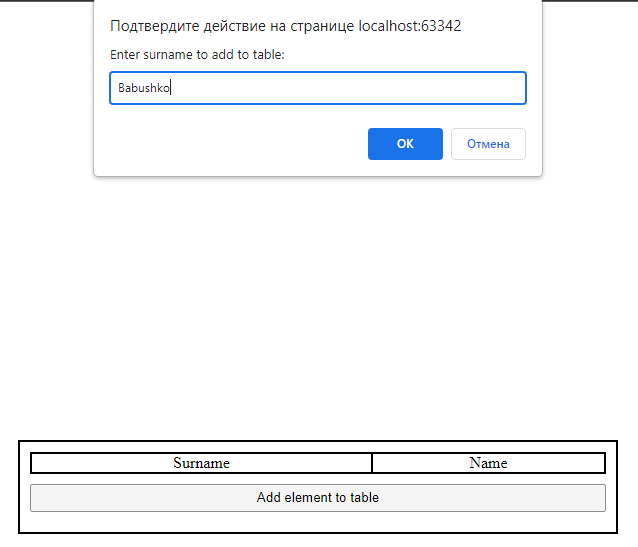 Подтвердите действие на странице localhost:63342
Enter surname to add to table:
Babushko
ОК Отмена
Surname Name
Add element to table